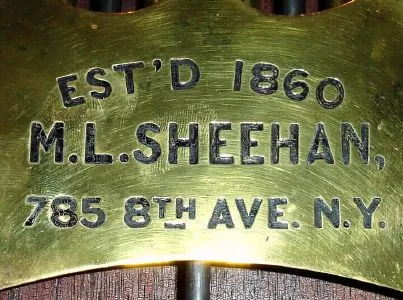 EST'D 1860
M.L. SHEEHAN,
785 8TH AVE. N.Y.